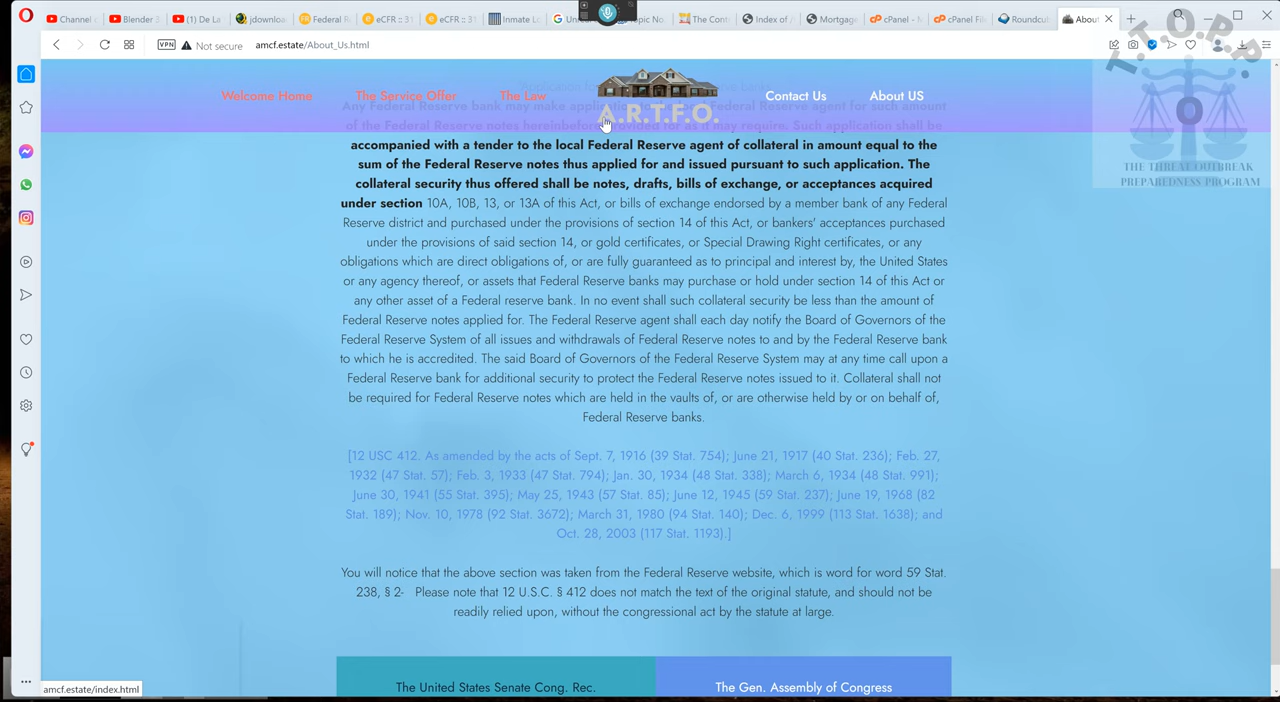 Channel
Blender
(1) De La
jdownlo
Federal R
eCFR :: 31
eCFR :: 31
Inmate Lo
pic No
The Cont
Index of /
Mortgag
cPanel - M
cPanel Fil
Roundcu
About
VPN Not secure amcf.estate/About_Us.html
T.T.O.P.P.
THE THREAT OUTBREAK
PREPAREDNESS PROGRAM
Welcome Home The Service Offer The Law A.R.T.F.O. Contact Us About US
Any Federal Reserve bank may make application Federal Reserve agent for such amount
of the Federal Reserve notes hereinbefore provided for as it may require. Such application shall be
accompanied with a tender to the local Federal Reserve agent of collateral in amount equal to the
sum of the Federal Reserve notes thus applied for and issued pursuant to such application. The
collateral security thus offered shall be notes, drafts, bills of exchange, or acceptances acquired
under section 10A, 10B, 13, or 13A of this Act, or bills of exchange endorsed by a member bank of any Federal
Reserve district and purchased under the provisions of section 14 of this Act, or bankers' acceptances purchased
under the provisions of said section 14, or gold certificates, or Special Drawing Right certificates, or any
obligations which are direct obligations of, or are fully guaranteed as to principal and interest by, the United States
or any agency thereof, or assets that Federal Reserve banks may purchase or hold under section 14 of this Act or
any other asset of a Federal reserve bank. In no event shall such collateral security be less than the amount of
Federal Reserve notes applied for. The Federal Reserve agent shall each day notify the Board of Governors of the
Federal Reserve System of all issues and withdrawals of Federal Reserve notes to and by the Federal Reserve bank
to which he is accredited. The said Board of Governors of the Federal Reserve System may at any time call upon a
Federal Reserve bank for additional security to protect the Federal Reserve notes issued to it. Collateral shall not
be required for Federal Reserve notes which are held in the vaults of, or are otherwise held by or on behalf of,
Federal Reserve banks.
[12 USC 412. As amended by the acts of Sept. 7, 1916 (39 Stat. 754); June 21, 1917 (40 Stat. 236); Feb. 27,
1932 (47 Stat. 57); Feb. 3, 1933 (47 Stat. 794); Jan. 30, 1934 (48 Stat. 338); March 6, 1934 (48 Stat. 991);
June 30, 1941 (55 Stat. 395); May 25, 1943 (57 Stat. 85); June 12, 1945 (59 Stat. 237); June 19, 1968 (82
Stat. 189); Nov. 10, 1978 (92 Stat. 3672); March 31, 1980 (94 Stat. 140); Dec. 6, 1999 (113 Stat. 1638); and
Oct. 28, 2003 (117 Stat. 1193).]
You will notice that the above section was taken from the Federal Reserve website, which is word for word 59 Stat.
238, § 2- Please note that 12 U.S.C. § 412 does not match the text of the original statute, and should not be
readily relied upon, without the congressional act by the statute at large.
The United States Senate Cong. Rec. The Gen. Assembly of Congress
amcf.estate/index.html